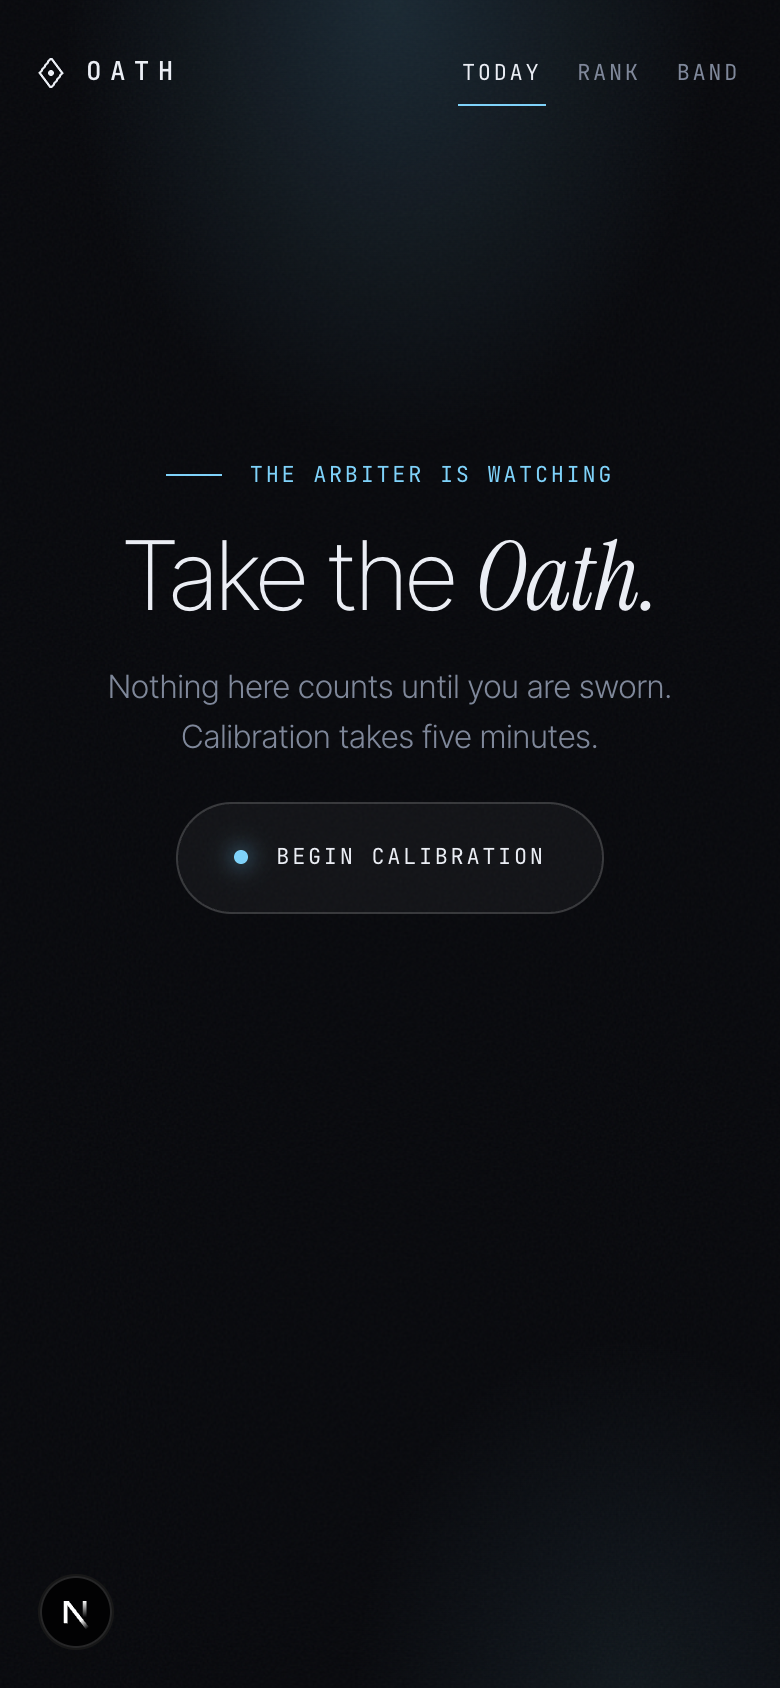 OATH
TODAY RANK BAND
THE ARBITER IS WATCHING
Take the Oath.
Nothing here counts until you are sworn.
Calibration takes five minutes.
BEGIN CALIBRATION
N